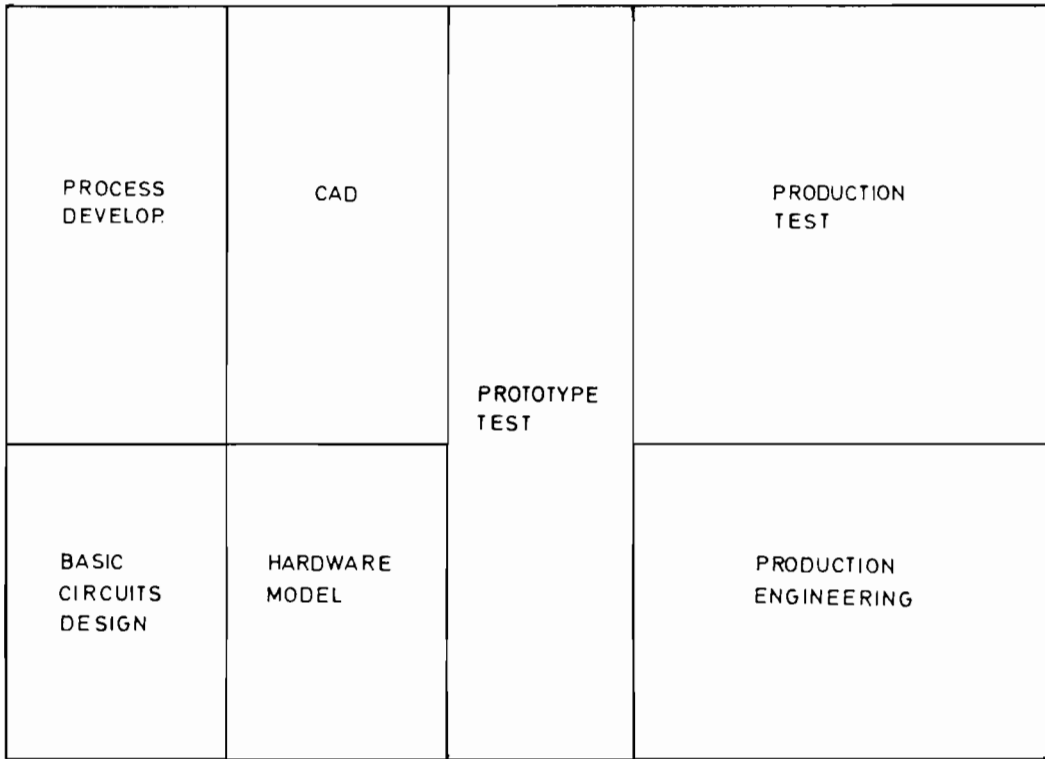 PROCESS
DEVELOP.
CAD
PRODUCTION
TEST
PROTOTYPE
TEST
BASIC
CIRCUITS
DESIGN
HARDWARE
MODEL
PRODUCTION
ENGINEERING